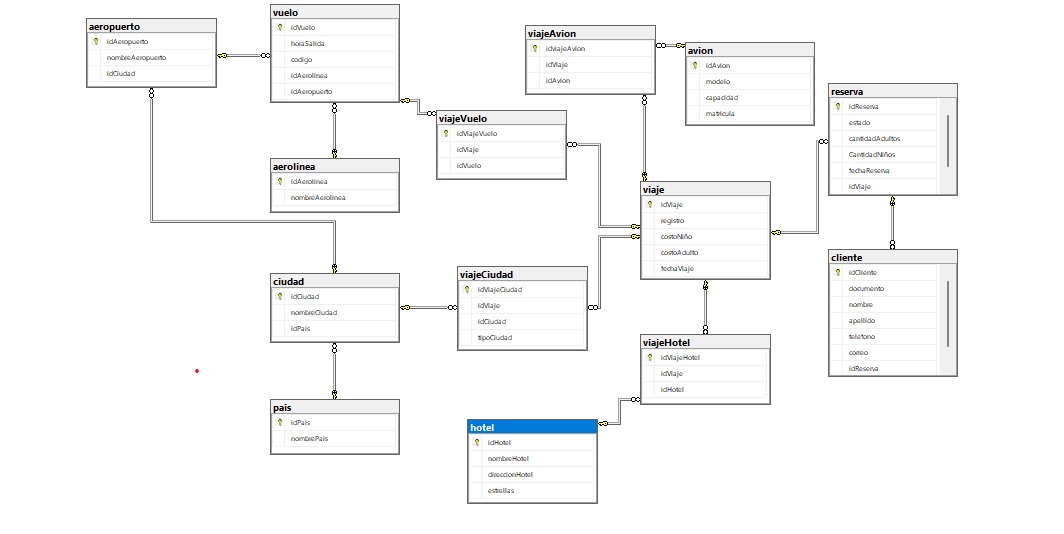 aeropuerto
idAeropuerto
nombreAeropuerto
idCiudad
vuelo
idVuelo
horaSalida
codigo
idAerolinea
idAeropuerto
aerolinea
idAerolinea
nombreAerolinea
ciudad
idCiudad
nombreCiudad
idPais
pais
idPais
nombrePais
viajeVuelo
idViajeVuelo
idViaje
idVuelo
viajeCiudad
idViajeCiudad
idViaje
idCiudad
tipoCiudad
hotel
idHotel
nombreHotel
direccionHotel
estrellas
viajeAvion
idviajeAvion
idViaje
idAvion
avion
idAvion
modelo
capacidad
matricula
viaje
idViaje
registro
costoNiño
costoAdulto
fechaViaje
viajeHotel
idViajeHotel
idViaje
idHotel
reserva
idReserva
estado
cantidadAdultos
CantidadNiños
fechaReserva
idViaje
cliente
idCliente
documento
nombre
apellido
telefono
correo
idReserva